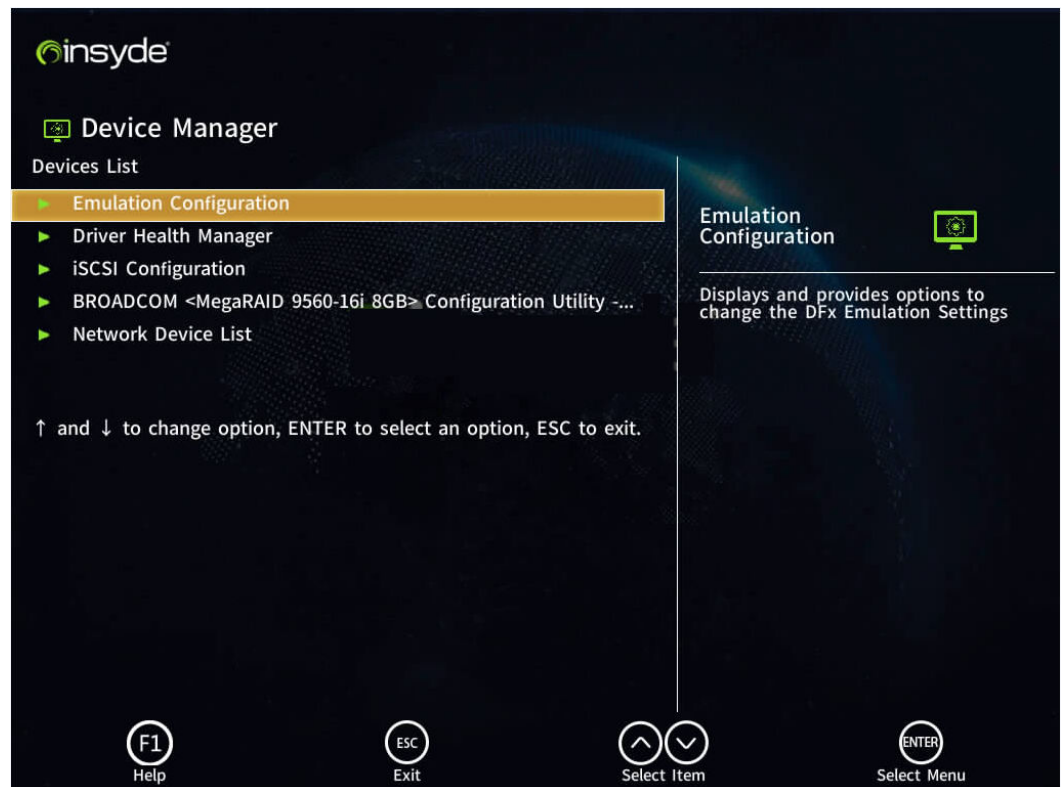 insyde
Device Manager
Devices List
Emulation Configuration
Driver Health Manager
iSCSI Configuration
BROADCOM <MegaRAID 9560-16i 8GB> Configuration Utility -...
Network Device List
↑ and ↓ to change option, ENTER to select an option, ESC to exit.
Emulation
Configuration
Displays and provides options to
change the DFx Emulation Settings
F1
Help
ESC
Exit
Select Item
ENTER
Select Menu